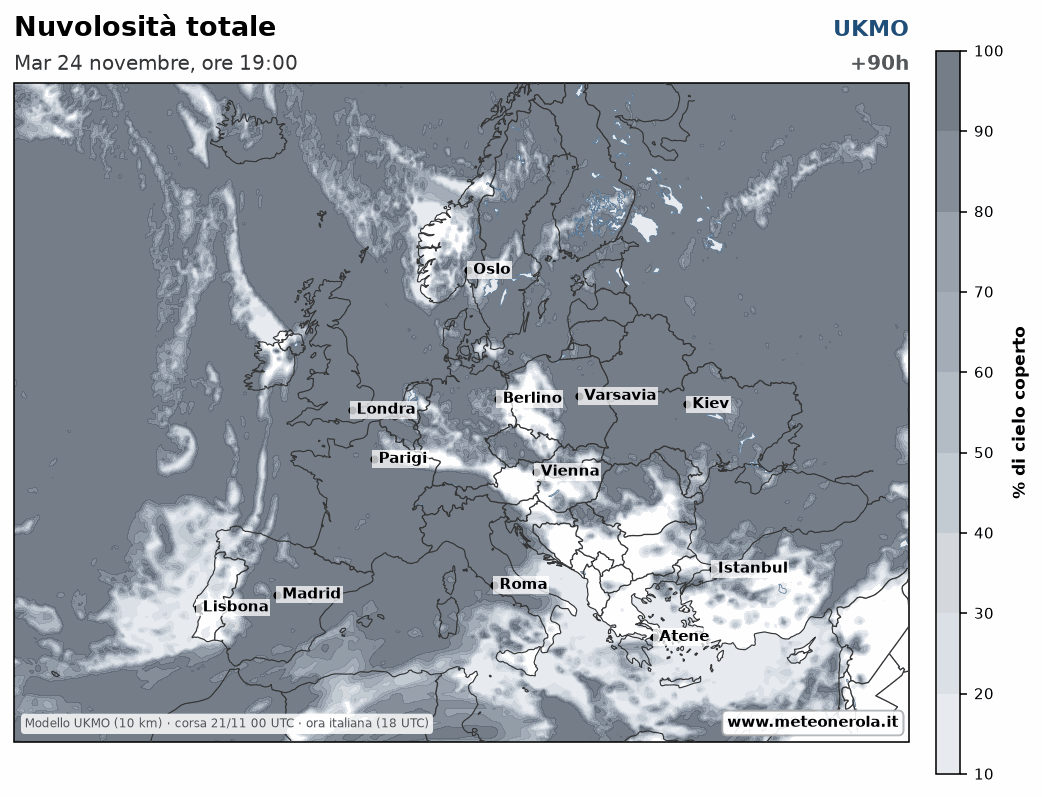 Nuvolosità totale
UKMO
Mar 24 novembre, ore 19:00
+90h
100
90
80
70
60
50
40
30
20
10
% di cielo coperto
Oslo
Berlino
Varsavia
Londra
Kiev
Parigi
Vienna
Istanbul
Roma
Madrid
Lisbona
Atene
Modello UKMO (10 km) · corsa 21/11 00 UTC · ora italiana (18 UTC)
www.meteonerola.it